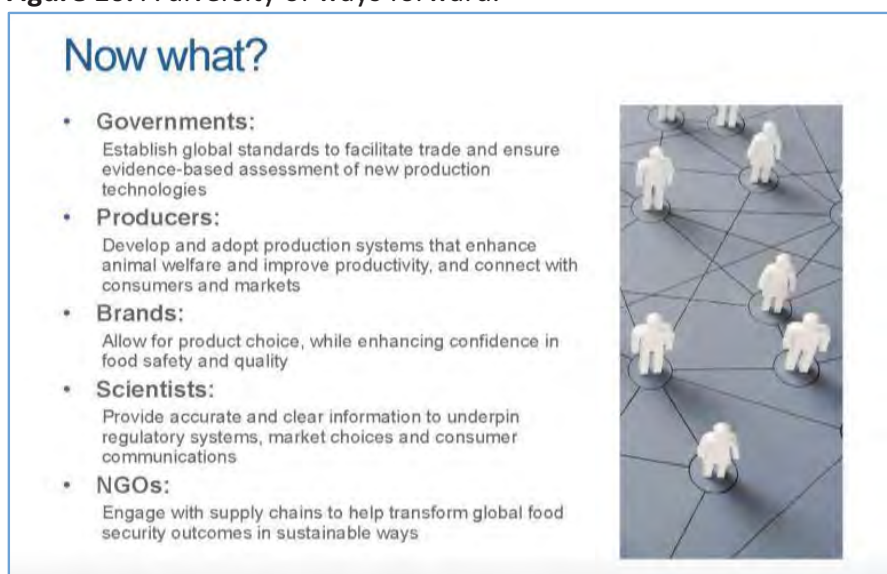 Now what?
• Governments:
Establish global standards to facilitate trade and ensure
evidence-based assessment of new production
technologies
• Producers:
Develop and adopt production systems that enhance
animal welfare and improve productivity, and connect with
consumers and markets
• Brands:
Allow for product choice, while enhancing confidence in
food safety and quality
• Scientists:
Provide accurate and clear information to underpin
regulatory systems, market choices and consumer
communications
• NGOs:
Engage with supply chains to help transform global food
security outcomes in sustainable ways